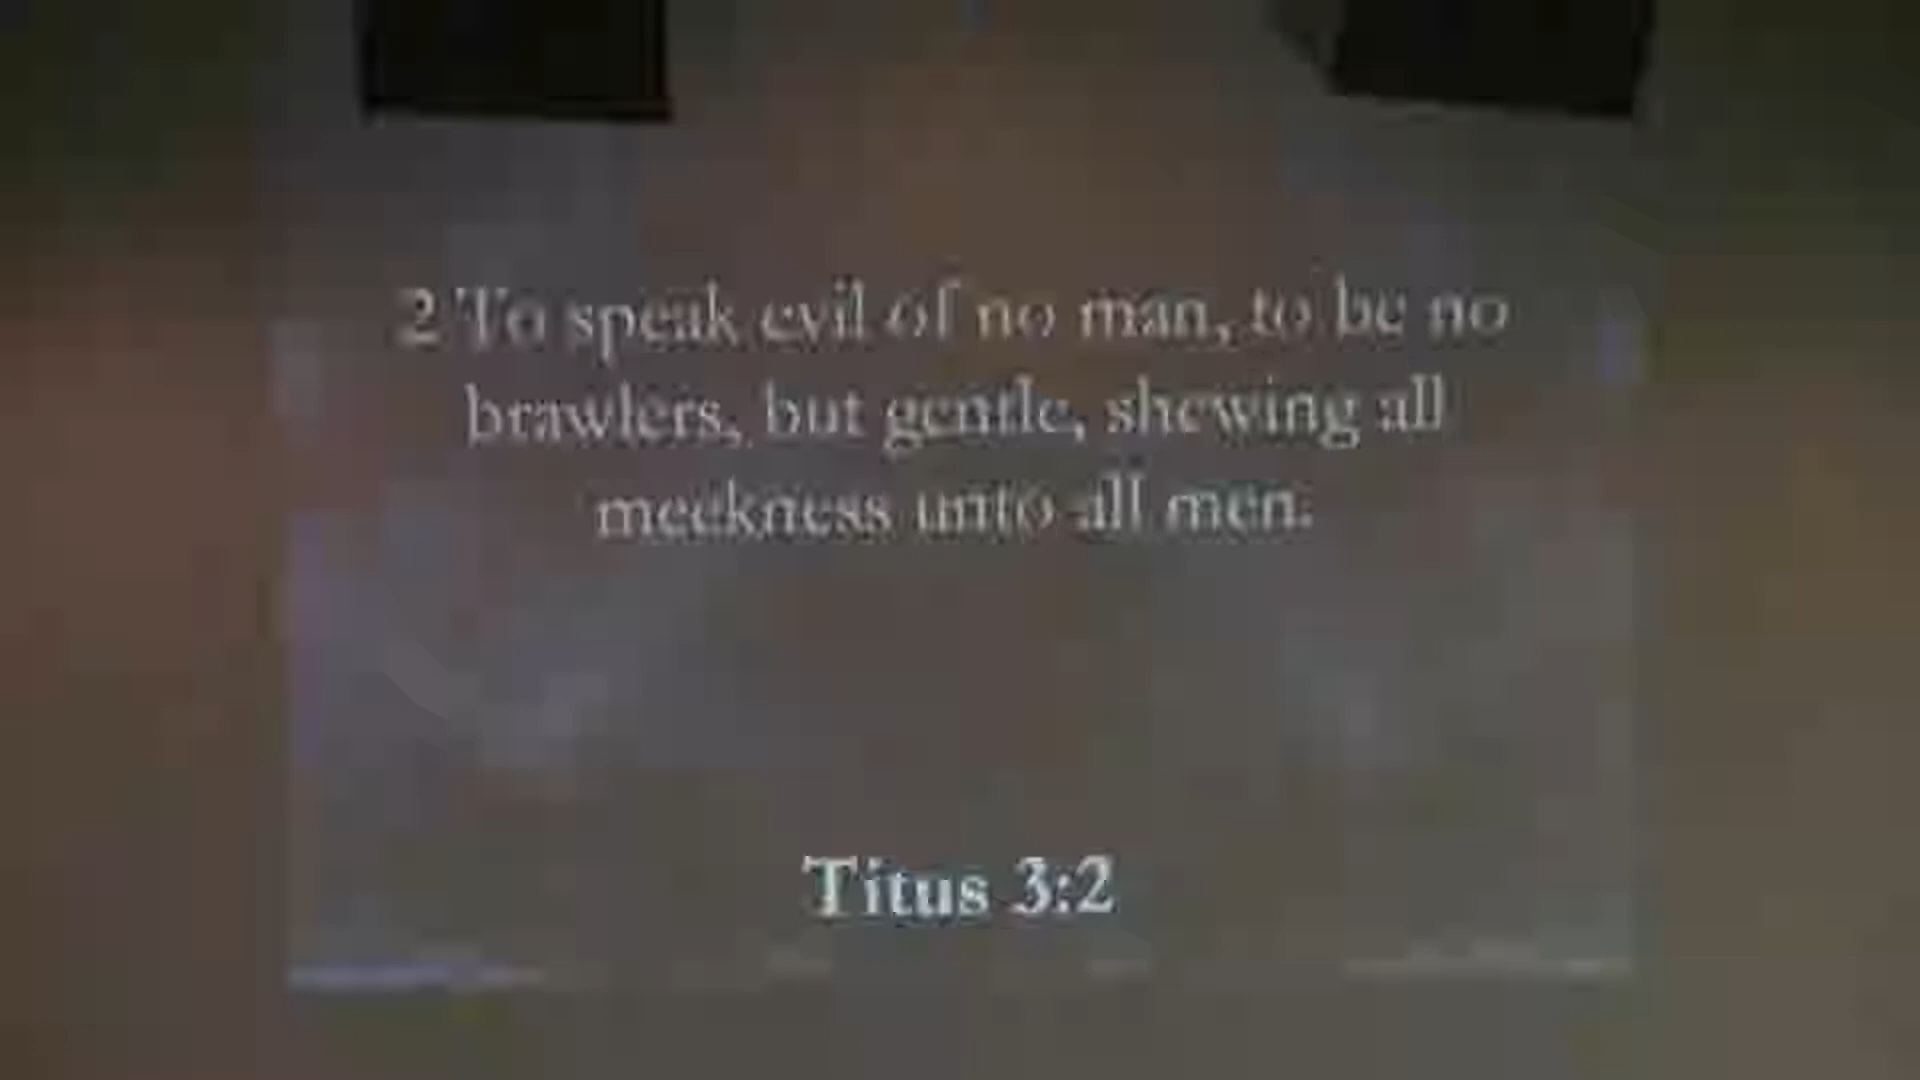 2 To speak evil of no man, to be no
brawlers, but gentle, shewing all
meekness unto all men.
Titus 3:2